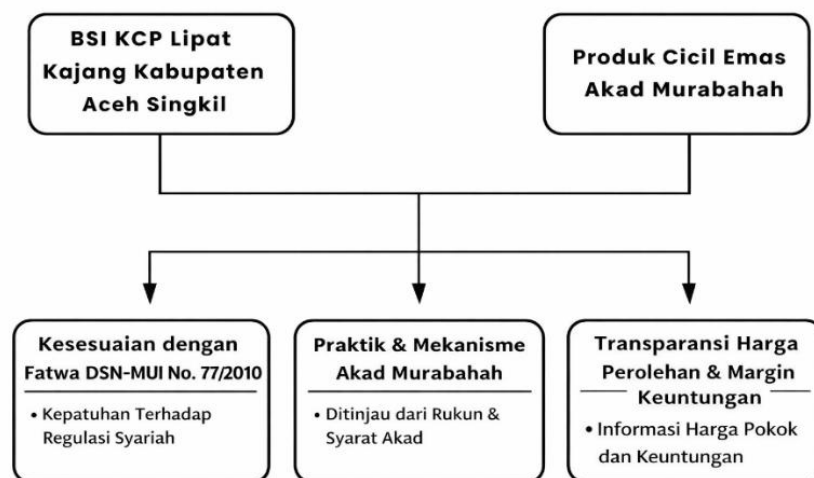 BSI KCP Lipat
Kajang Kabupaten
Aceh Singkil
Produk Cicil Emas
Akad Murabahah
Kesesuaian dengan
Fatwa DSN-MUI No. 77/2010
• Kepatuhan Terhadap
Regulasi Syariah
Praktik & Mekanisme
Akad Murabahah
• Ditinjau dari Rukun &
Syarat Akad
Transparansi Harga
Perolehan & Margin
Keuntungan
• Informasi Harga Pokok
dan Keuntungan